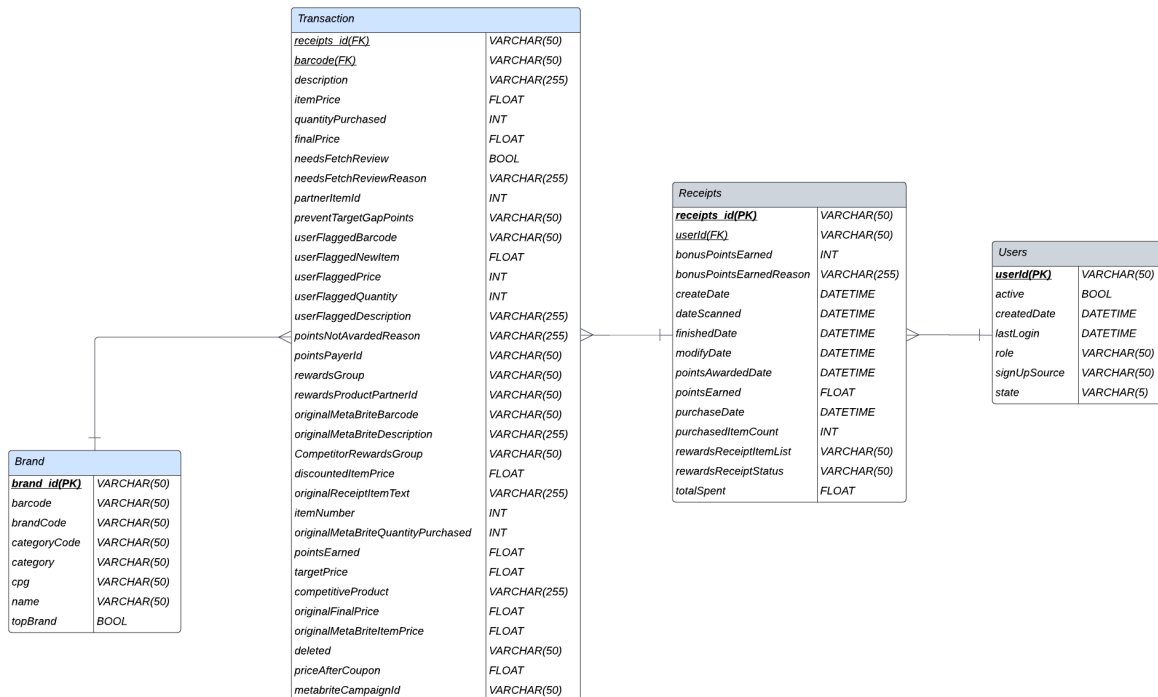 Transaction
receipts_id(FK) VARCHAR(50)
barcode(FK) VARCHAR(50)
description VARCHAR(255)
itemPrice FLOAT
quantityPurchased INT
finalPrice FLOAT
needsFetchReview BOOL
needsFetchReviewReason VARCHAR(255)
partnerItemId INT
preventTargetGapPoints VARCHAR(50)
userFlaggedBarcode VARCHAR(50)
userFlaggedNewItem FLOAT
userFlaggedPrice INT
userFlaggedQuantity INT
userFlaggedDescription VARCHAR(255)
pointsNotAvardedReason VARCHAR(255)
pointsPayerId VARCHAR(50)
rewardsGroup VARCHAR(50)
rewardsProductPartnerId VARCHAR(50)
originalMetaBriteBarcode VARCHAR(50)
originalMetaBriteDescription VARCHAR(255)
CompetitorRewardsGroup VARCHAR(50)
discountedItemPrice FLOAT
originalReceiptItemText VARCHAR(255)
itemNumber INT
originalMetaBriteQuantityPurchased INT
pointsEarned FLOAT
targetPrice FLOAT
competitiveProduct VARCHAR(255)
originalFinalPrice FLOAT
originalMetaBriteItemPrice FLOAT
deleted VARCHAR(50)
priceAfterCoupon FLOAT
metabriteCampaignId VARCHAR(50)
Receipts
receipts_id(PK) VARCHAR(50)
userId(FK) VARCHAR(50)
bonusPointsEarned INT
bonusPointsEarnedReason VARCHAR(255)
createDate DATETIME
dateScanned DATETIME
finishedDate DATETIME
modifyDate DATETIME
pointsAwardedDate DATETIME
pointsEarned FLOAT
purchaseDate DATETIME
purchasedItemCount INT
rewardsReceiptItemList VARCHAR(50)
rewardsReceiptStatus VARCHAR(50)
totalSpent FLOAT
Users
userId(PK) VARCHAR(50)
active BOOL
createdDate DATETIME
lastLogin DATETIME
role VARCHAR(50)
signUpSource VARCHAR(50)
state VARCHAR(5)
Brand
brand_id(PK) VARCHAR(50)
barcode VARCHAR(50)
brandCode VARCHAR(50)
categoryCode VARCHAR(50)
category VARCHAR(50)
cpg VARCHAR(50)
name VARCHAR(50)
topBrand BOOL